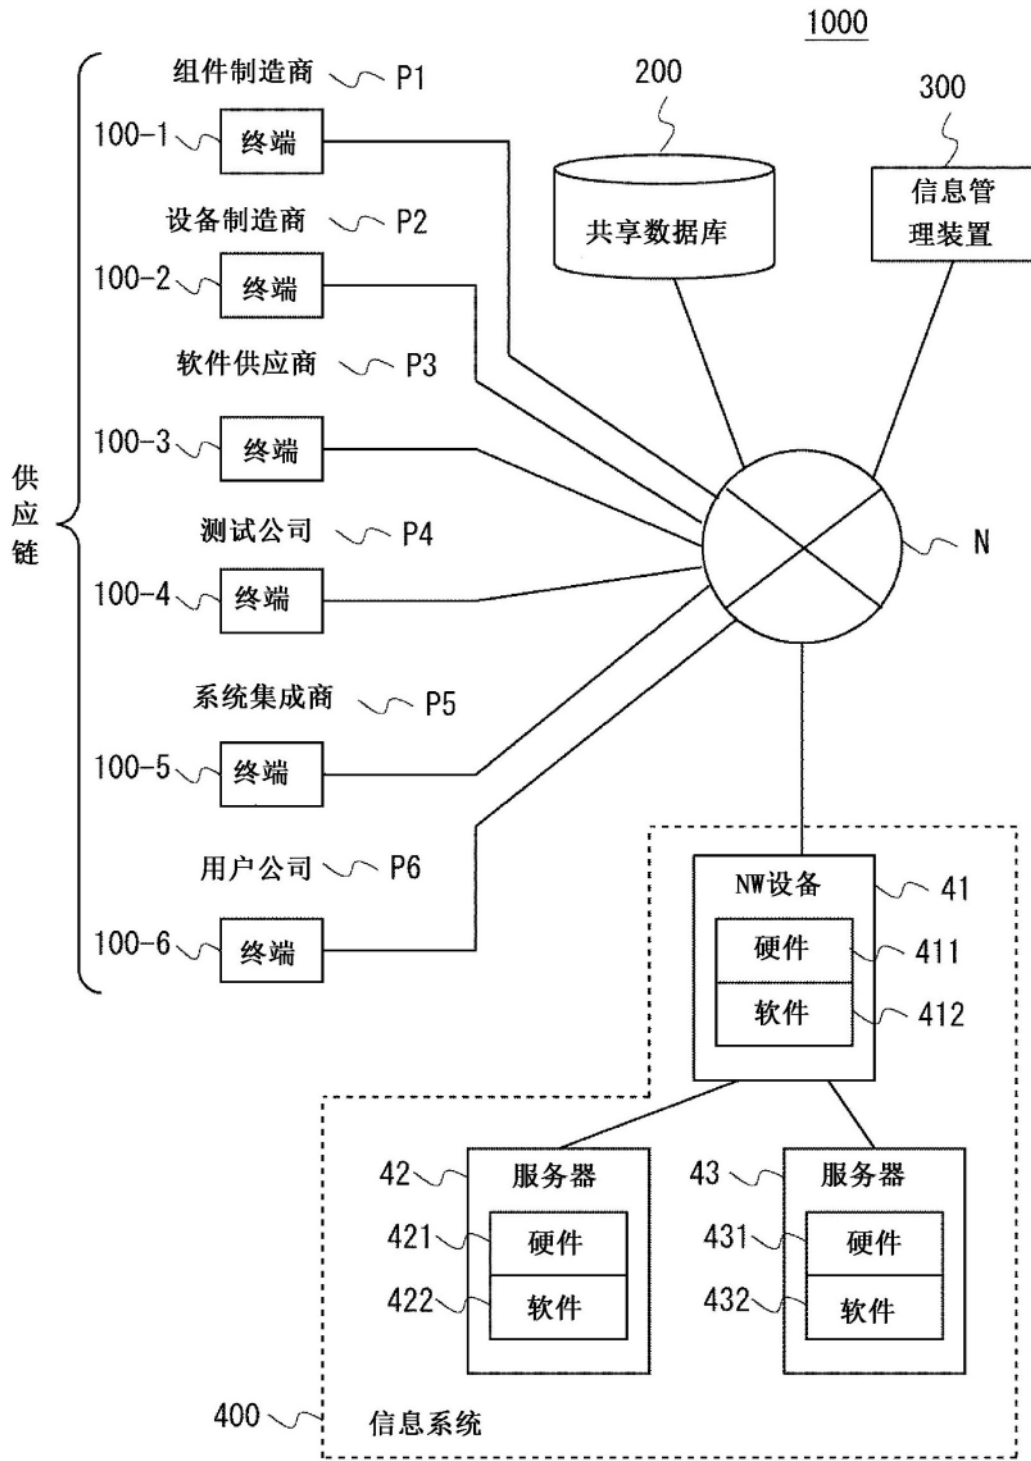 1000
组件制造商 P1
100-1 终端
设备制造商 P2
100-2 终端
软件供应商 P3
100-3 终端
测试公司 P4
100-4 终端
系统集成商 P5
100-5 终端
用户公司 P6
100-6 终端
供应链
200
共享数据库
300
信息管
理装置
N
NW设备 41
硬件 411
软件 412
42 服务器
421 硬件
422 软件
43 服务器
431 硬件
432 软件
400 信息系统